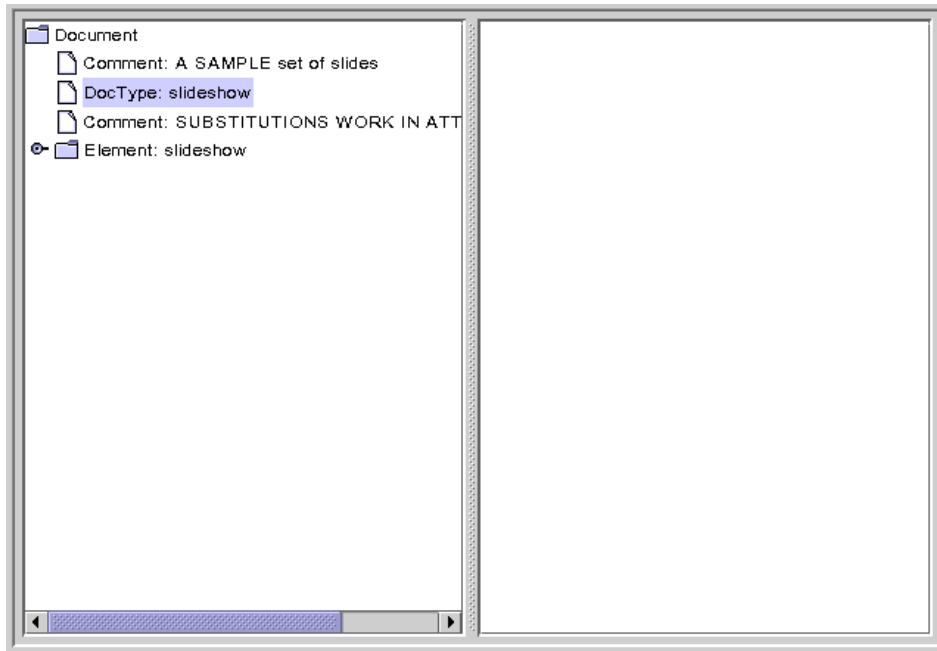 Document
Comment: A SAMPLE set of slides
DocType: slideshow
Comment: SUBSTITUTIONS WORK IN ATT
Element: slideshow